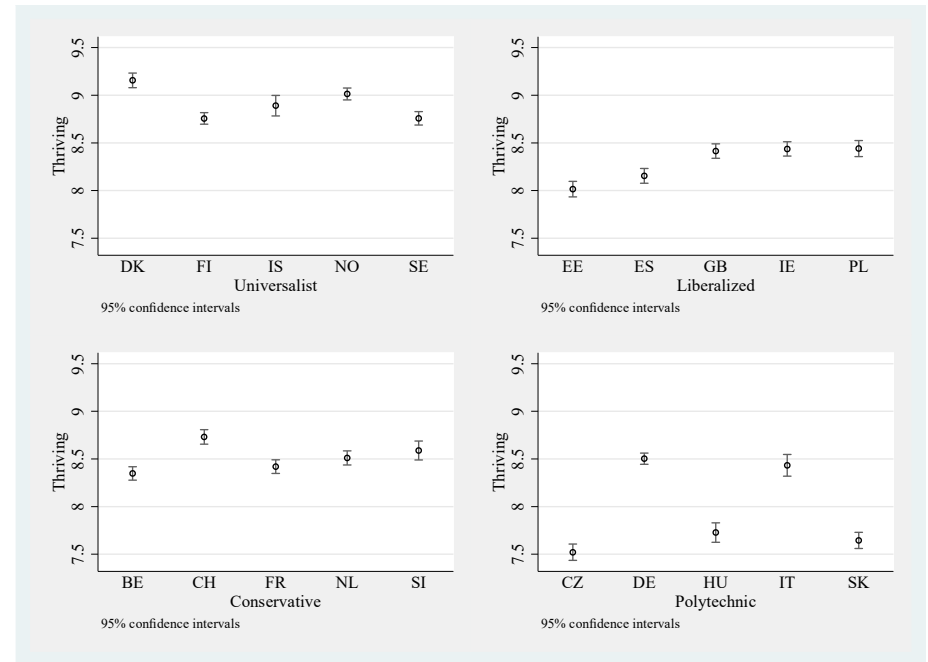 9.5
9
8.5
8
7.5
Thriving
DK FI IS NO SE
Universalist
95% confidence intervals
9.5
9
8.5
8
7.5
Thriving
EE ES GB IE PL
Liberalized
95% confidence intervals
9.5
9
8.5
8
7.5
Thriving
BE CH FR NL SI
Conservative
95% confidence intervals
9.5
9
8.5
8
7.5
Thriving
CZ DE HU IT SK
Polytechnic
95% confidence intervals